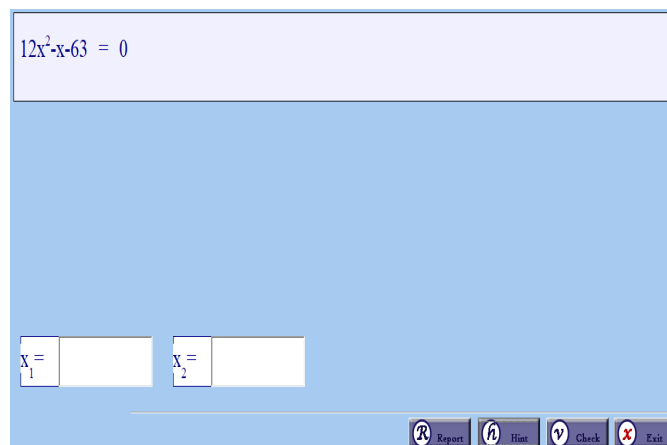 12x²-x-63 = 0
x₁ = x₂ =
R Report h Hint v Check x Exit